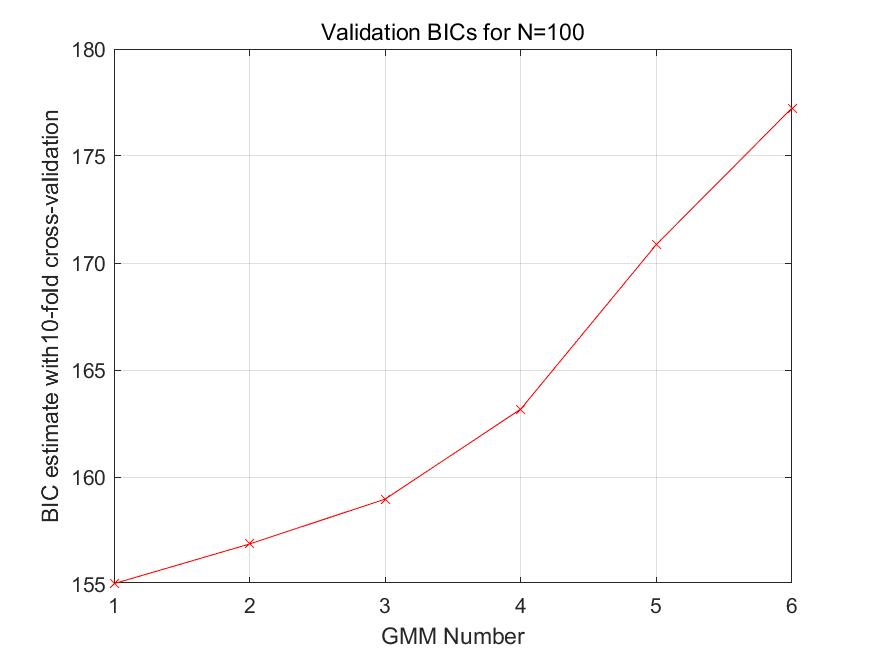 Validation BICs for N=100
BIC estimate with10-fold cross-validation
180
175
170
165
160
155
1 2 3 4 5 6
GMM Number